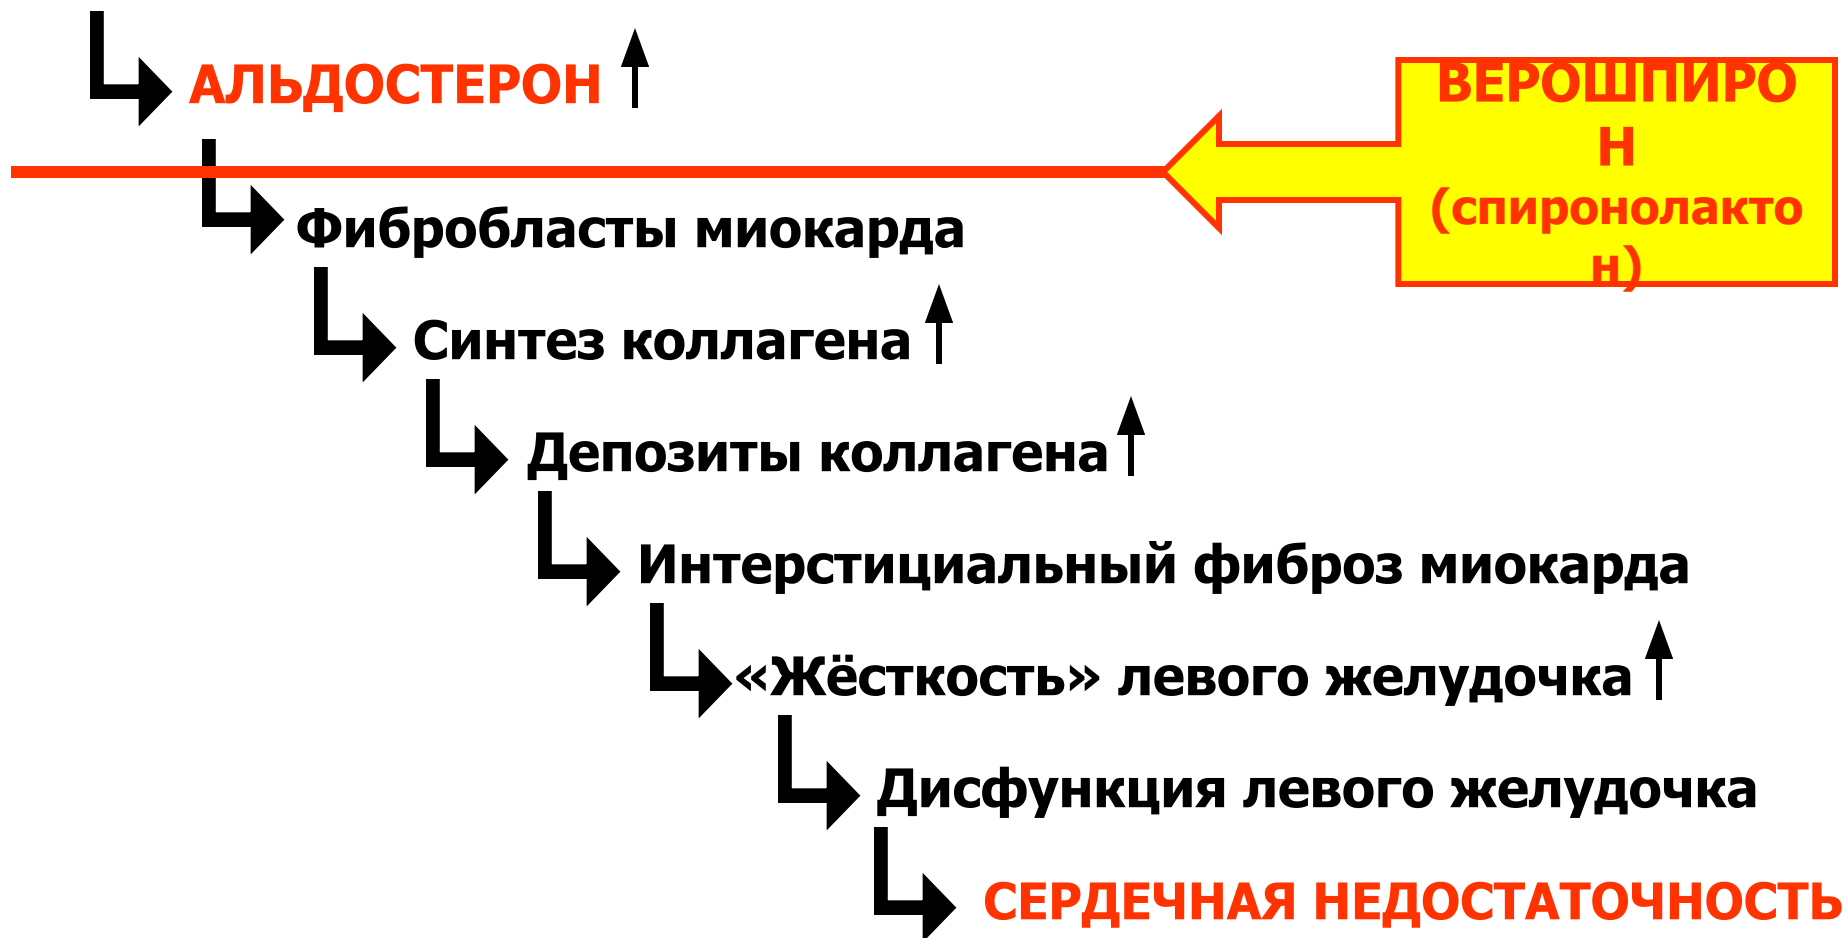 АЛЬДОСТЕРОН
ВЕРОШПИРО
Н
(спиронолакто
н)
Фибробласты миокарда
Синтез коллагена
Депозиты коллагена
Интерстициальный фиброз миокарда
«Жёсткость» левого желудочка
Дисфункция левого желудочка
СЕРДЕЧНАЯ НЕДОСТАТОЧНОСТЬ